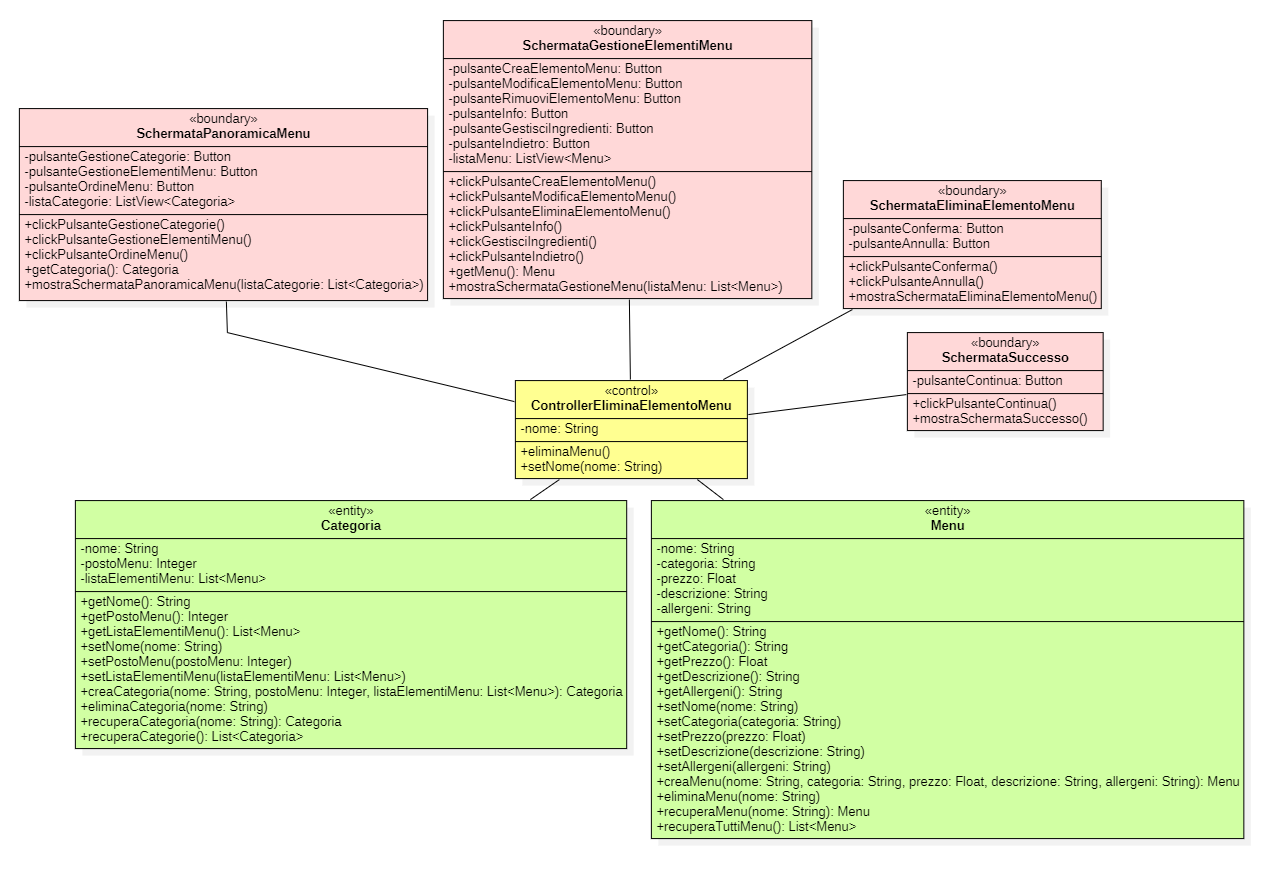 «boundary»
SchermataPanoramicaMenu
-pulsanteGestioneCategorie: Button
-pulsanteGestioneElementiMenu: Button
-pulsanteOrdineMenu: Button
-listaCategorie: ListView<Categoria>
+clickPulsanteGestioneCategorie()
+clickPulsanteGestioneElementiMenu()
+clickPulsanteOrdineMenu()
+getCategoria(): Categoria
+mostraSchermataPanoramicaMenu(listaCategorie: List<Categoria>)
«boundary»
SchermataGestioneElementiMenu
-pulsanteCreaElementoMenu: Button
-pulsanteModificaElementoMenu: Button
-pulsanteRimuoviElementoMenu: Button
-pulsanteInfo: Button
-pulsanteGestisciIngredienti: Button
-pulsanteIndietro: Button
-listaMenu: ListView<Menu>
+clickPulsanteCreaElementoMenu()
+clickPulsanteModificaElementoMenu()
+clickPulsanteEliminaElementoMenu()
+clickPulsanteInfo()
+clickGestisciIngredienti()
+clickPulsanteIndietro()
+getMenu(): Menu
+mostraSchermataGestioneMenu(listaMenu: List<Menu>)
«boundary»
SchermataEliminaElementoMenu
-pulsanteConferma: Button
-pulsanteAnnulla: Button
+clickPulsanteConferma()
+clickPulsanteAnnulla()
+mostraSchermataEliminaElementoMenu()
«boundary»
SchermataSuccesso
-pulsanteContinua: Button
+clickPulsanteContinua()
+mostraSchermataSuccesso()
«control»
ControllerEliminaElementoMenu
-nome: String
+eliminaMenu()
+setNome(nome: String)
«entity»
Categoria
-nome: String
-postoMenu: Integer
-listaElementiMenu: List<Menu>
+getNome(): String
+getPostoMenu(): Integer
+getListaElementiMenu(): List<Menu>
+setNome(nome: String)
+setPostoMenu(postoMenu: Integer)
+setListaElementiMenu(listaElementiMenu: List<Menu>)
+creaCategoria(nome: String, postoMenu: Integer, listaElementiMenu: List<Menu>): Categoria
+eliminaCategoria(nome: String)
+recuperaCategoria(nome: String): Categoria
+recuperaCategorie(): List<Categoria>
«entity»
Menu
-nome: String
-categoria: String
-prezzo: Float
-descrizione: String
-allergeni: String
+getNome(): String
+getCategoria(): String
+getPrezzo(): Float
+getDescrizione(): String
+getAllergeni(): String
+setNome(nome: String)
+setCategoria(categoria: String)
+setPrezzo(prezzo: Float)
+setDescrizione(descrizione: String)
+setAllergeni(allergeni: String)
+creaMenu(nome: String, categoria: String, prezzo: Float, descrizione: String, allergeni: String): Menu
+eliminaMenu(nome: String)
+recuperaMenu(nome: String): Menu
+recuperaTuttiMenu(): List<Menu>